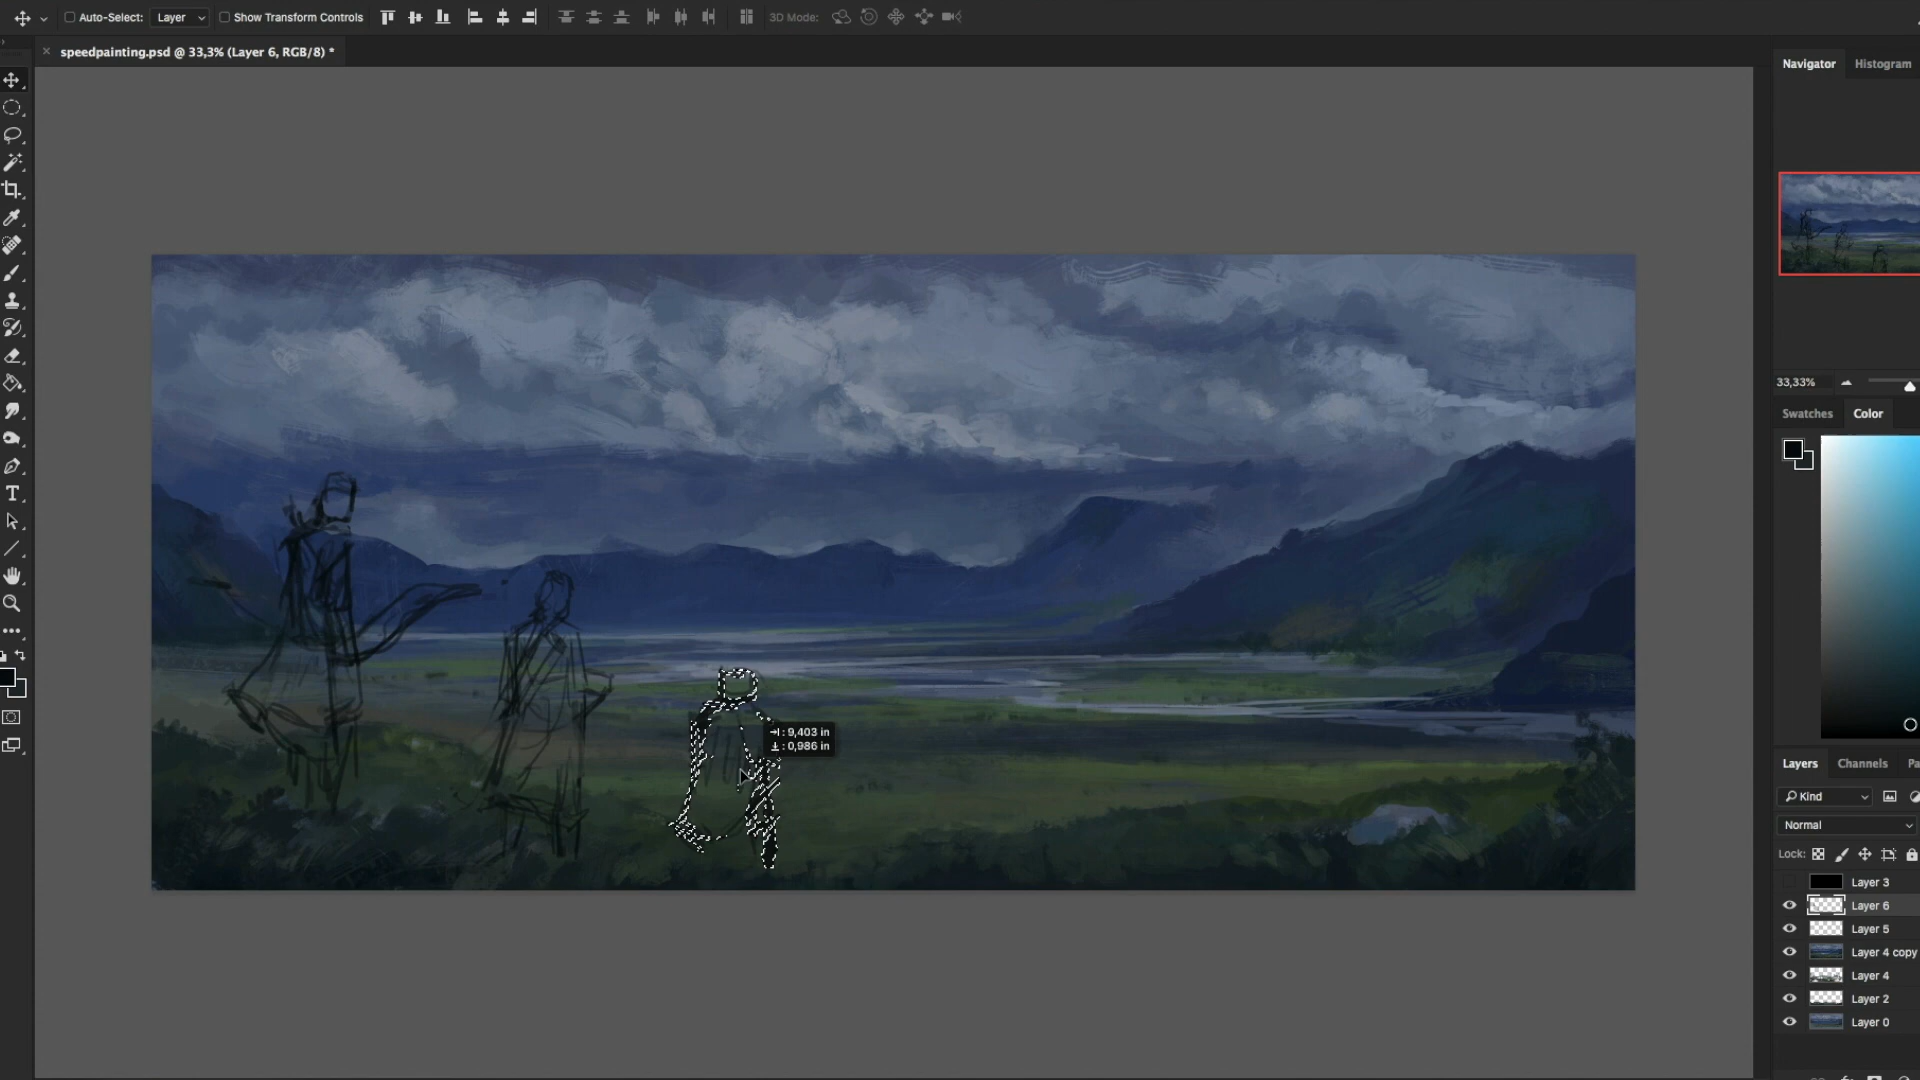 Auto-Select: Layer Show Transform Controls 3D Mode:
speedpainting.psd @ 33,3% (Layer 6, RGB/8) *
Navigator Histogram
33,33%
Swatches Color
→|: 9,403 in
: 0,986 in
Layers Channels Pa
Kind
Normal
Lock:
Layer 3
Layer 6
Layer 5
Layer 4 copy
Layer 4
Layer 2
Layer 0